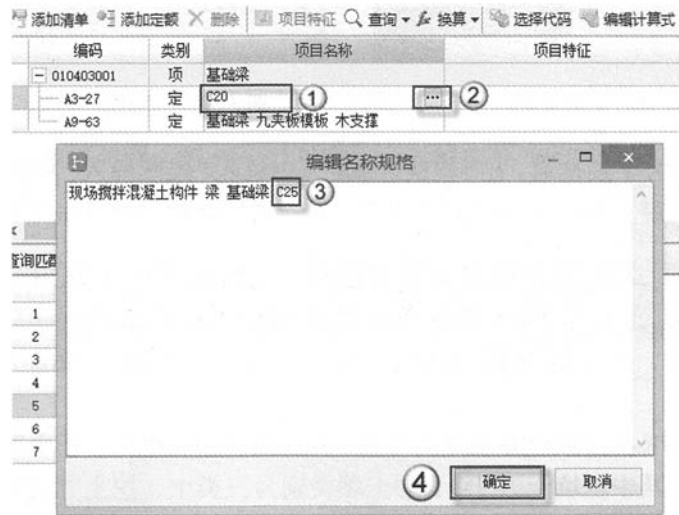 添加清单 添加定额 删除 项目特征 查询 fx 换算 选择代码 编辑计算式
编码 类别 项目名称 项目特征
010403001 项 基础梁
A3-27 定 C20 ① ... ②
A9-63 定 基础梁 九夹板模板 木支撑
编辑名称规格
现场搅拌混凝土构件 梁 基础梁 C25 ③
查询匹配
1
2
3
4
5
6
7
④ 确定 取消